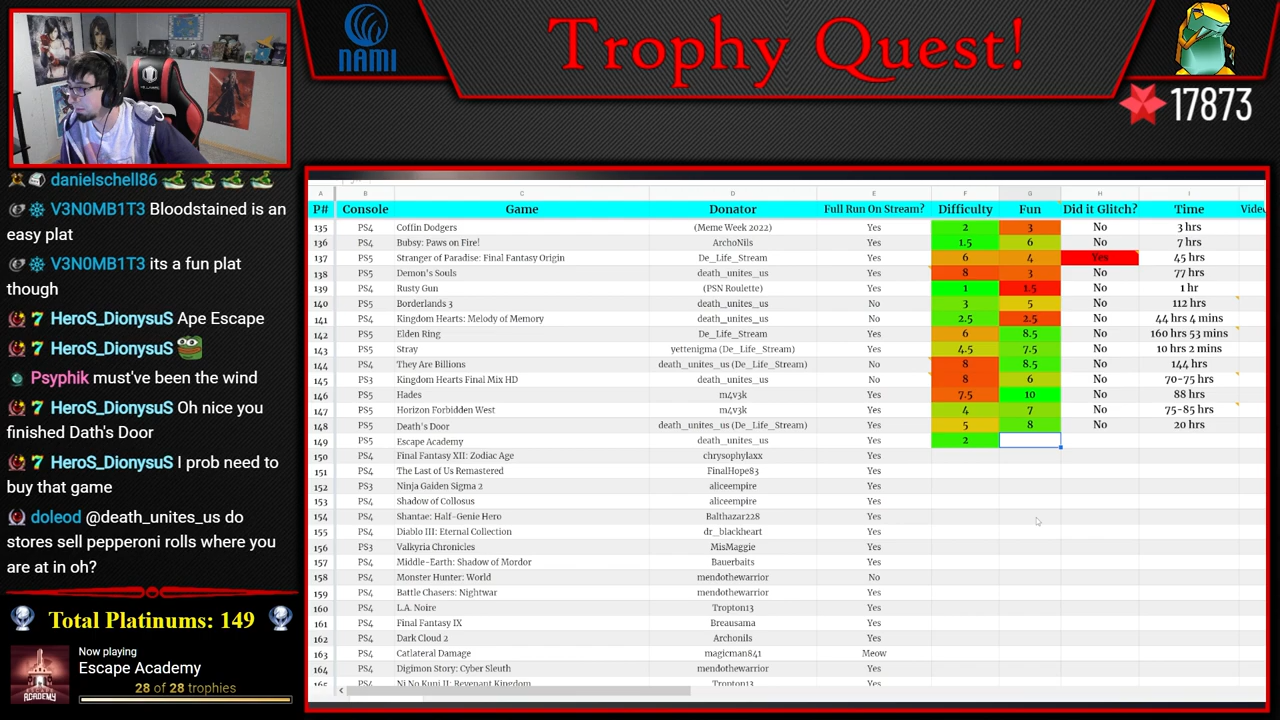 NAMI
Trophy Quest!
17873
danielschell86
V3N0MB1T3 Bloodstained is an
easy plat
V3N0MB1T3 its a fun plat
though
7 HeroS_DionysuS Ape Escape
7 HeroS_DionysuS
Psyphik must've been the wind
7 HeroS_DionysuS Oh nice you
finished Dath's Door
7 HeroS_DionysuS I prob need to
buy that game
doleod @death_unites_us do
stores sell pepperoni rolls where you
are at in oh?
Total Platinums: 149
ESCAPE ACADEMY
Now playing
Escape Academy
28 of 28 trophies
A B C D E F G H I
P# Console Game Donator Full Run On Stream? Difficulty Fun Did it Glitch? Time
135 PS4 Coffin Dodgers (Meme Week 2022) Yes 2 3 No 3 hrs
136 PS4 Bubsy: Paws on Fire! ArchoNils Yes 1.5 6 No 7 hrs
137 PS5 Stranger of Paradise: Final Fantasy Origin De_Life_Stream Yes 6 4 Yes 45 hrs
138 PS5 Demon's Souls death_unites_us Yes 8 3 No 77 hrs
139 PS4 Rusty Gun (PSN Roulette) Yes 1 1.5 No 1 hr
140 PS5 Borderlands 3 death_unites_us No 3 5 No 112 hrs
141 PS4 Kingdom Hearts: Melody of Memory death_unites_us No 2.5 2.5 No 44 hrs 4 mins
142 PS5 Elden Ring De_Life_Stream Yes 6 8.5 No 160 hrs 53 mins
143 PS5 Stray yettenigma (De_Life_Stream) Yes 4.5 7.5 No 10 hrs 2 mins
144 PS4 They Are Billions death_unites_us (De_Life_Stream) No 8 8.5 No 144 hrs
145 PS3 Kingdom Hearts Final Mix HD death_unites_us No 8 6 No 70-75 hrs
146 PS5 Hades m4v3k Yes 7.5 10 No 88 hrs
147 PS5 Horizon Forbidden West m4v3k Yes 4 7 No 75-85 hrs
148 PS5 Death's Door death_unites_us (De_Life_Stream) Yes 5 8 No 20 hrs
149 PS5 Escape Academy death_unites_us Yes 2
150 PS4 Final Fantasy XII: Zodiac Age chrysophylaxx Yes
151 PS4 The Last of Us Remastered FinalHope83 Yes
152 PS3 Ninja Gaiden Sigma 2 aliceempire Yes
153 PS4 Shadow of Collosus aliceempire Yes
154 PS4 Shantae: Half-Genie Hero Balthazar228 Yes
155 PS4 Diablo III: Eternal Collection dr_blackheart Yes
156 PS3 Valkyria Chronicles MisMaggie Yes
157 PS4 Middle-Earth: Shadow of Mordor Bauerbaits Yes
158 PS4 Monster Hunter: World mendothewarrior No
159 PS4 Battle Chasers: Nightwar mendothewarrior Yes
160 PS4 L.A. Noire Tropton13 Yes
161 PS4 Final Fantasy IX Breausama Yes
162 PS4 Dark Cloud 2 Archonils Yes
163 PS4 Catlateral Damage magicman841 Meow
164 PS4 Digimon Story: Cyber Sleuth mendothewarrior Yes
165 PS4 Ni No Kuni II: Revenant Kingdom Tropton13 Yes